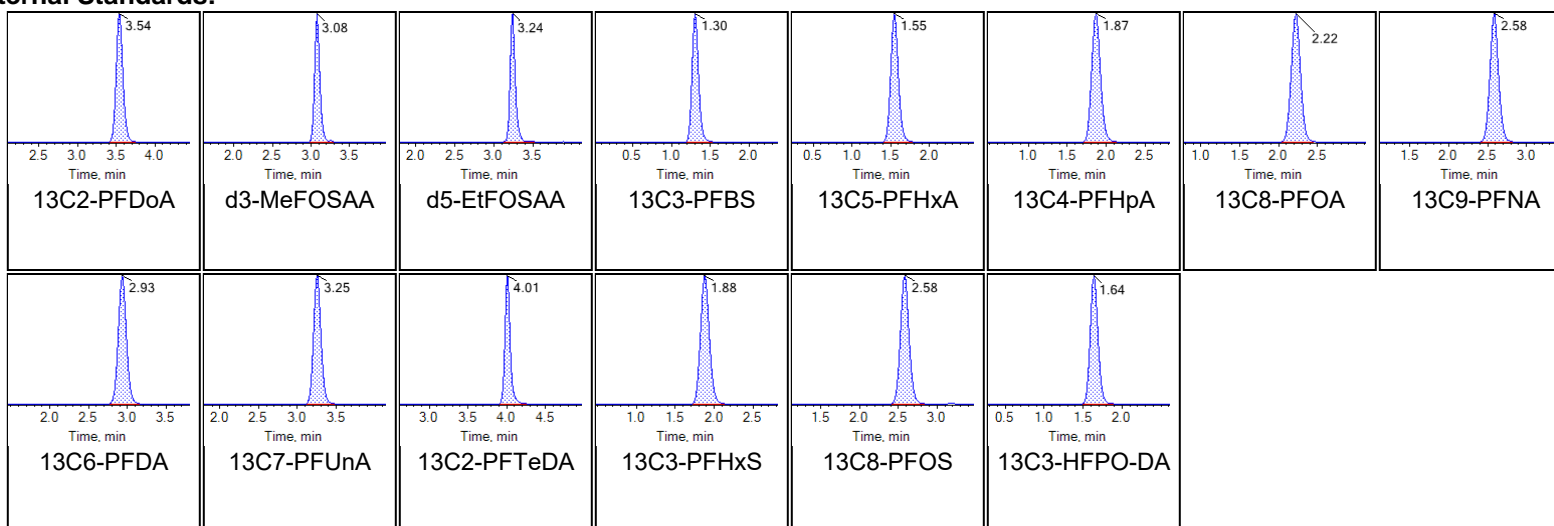 ternal Standards:
3.54
2.5 3.0 3.5 4.0
Time, min
13C2-PFDoA
3.08
2.0 2.5 3.0 3.5
Time, min
d3-MeFOSAA
3.24
2.0 2.5 3.0 3.5
Time, min
d5-EtFOSAA
1.30
0.5 1.0 1.5 2.0
Time, min
13C3-PFBS
1.55
0.5 1.0 1.5 2.0
Time, min
13C5-PFHxA
1.87
1.0 1.5 2.0 2.5
Time, min
13C4-PFHpA
2.22
1.0 1.5 2.0 2.5
Time, min
13C8-PFOA
2.58
1.5 2.0 2.5 3.0
Time, min
13C9-PFNA
2.93
2.0 2.5 3.0 3.5
Time, min
13C6-PFDA
3.25
2.0 2.5 3.0 3.5
Time, min
13C7-PFUnA
4.01
3.0 3.5 4.0 4.5
Time, min
13C2-PFTeDA
1.88
1.0 1.5 2.0 2.5
Time, min
13C3-PFHxS
2.58
1.5 2.0 2.5 3.0
Time, min
13C8-PFOS
1.64
0.5 1.0 1.5 2.0
Time, min
13C3-HFPO-DA